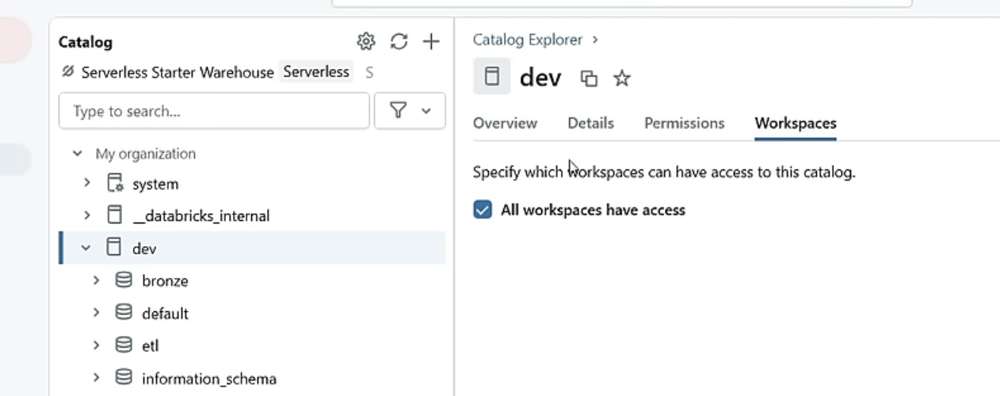 Catalog
Serverless Starter Warehouse Serverless S
Type to search...
My organization
system
__databricks_internal
dev
bronze
default
etl
information_schema
Catalog Explorer
dev
Overview Details Permissions Workspaces
Specify which workspaces can have access to this catalog.
All workspaces have access